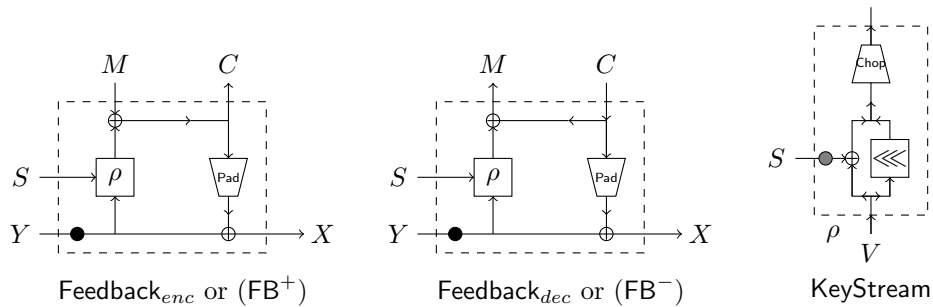 M C
S ρ Pad
Y X
Feedback_enc or (FB⁺)
M C
S ρ Pad
Y X
Feedback_dec or (FB⁻)
Chop
S ⋘
ρ V
KeyStream